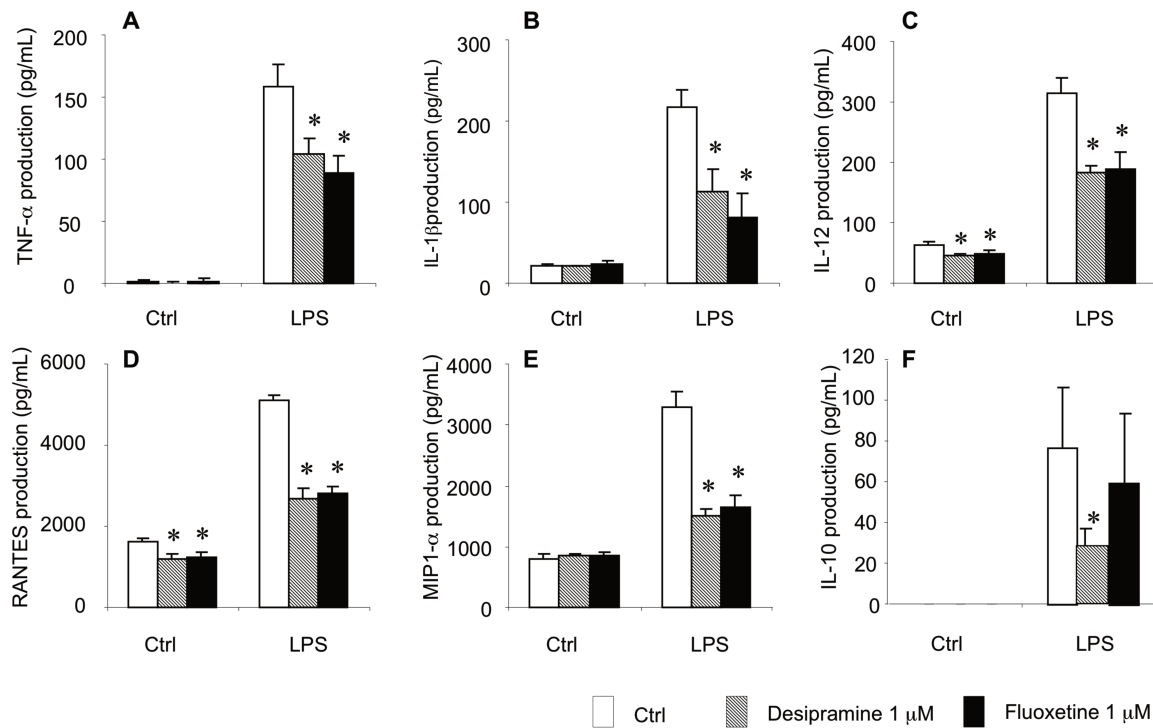 A
TNF-α production (pg/mL)
200
150
100
50
0
*
*
Ctrl
LPS
B
IL-1βproduction (pg/mL)
300
200
100
0
*
*
Ctrl
LPS
C
IL-12 production (pg/mL)
400
300
200
100
0
*
*
*
*
Ctrl
LPS
D
RANTES production (pg/mL)
6000
4000
2000
0
*
*
*
*
Ctrl
LPS
E
MIP1-α production (pg/mL)
4000
3000
2000
1000
0
*
*
Ctrl
LPS
F
IL-10 production (pg/mL)
120
100
80
60
40
20
0
*
Ctrl
LPS
Ctrl
Desipramine 1 μM
Fluoxetine 1 μM